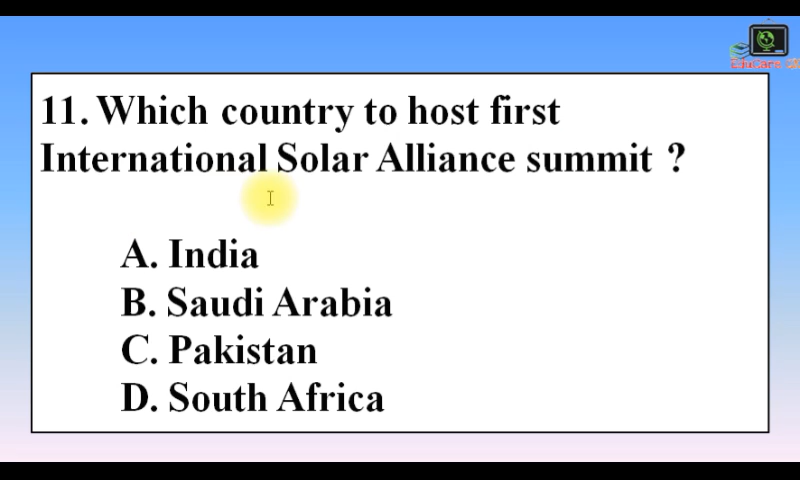 11. Which country to host first
International Solar Alliance summit ?
A. India
B. Saudi Arabia
C. Pakistan
D. South Africa